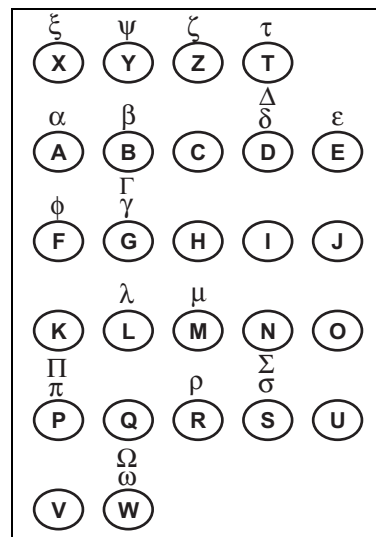 ξ ψ ζ τ
X Y Z T
Δ
α β δ ε
A B C D E
Γ
φ γ
F G H I J
λ μ
K L M N O
Π Σ
π ρ σ
P Q R S U
Ω
ω
V W